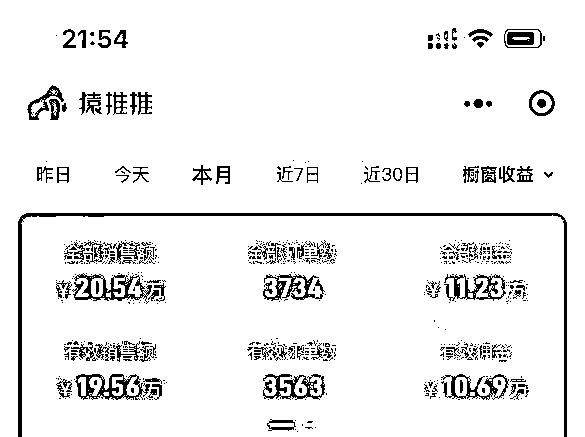 21:54
猿推推
昨日 今天 本月 近7日 近30日 橱窗收益
全部销售额 全部订单数 全部佣金
¥20.54万 3734 ¥11.23万
有效销售额 有效订单数 有效佣金
¥19.56万 3563 ¥10.69万